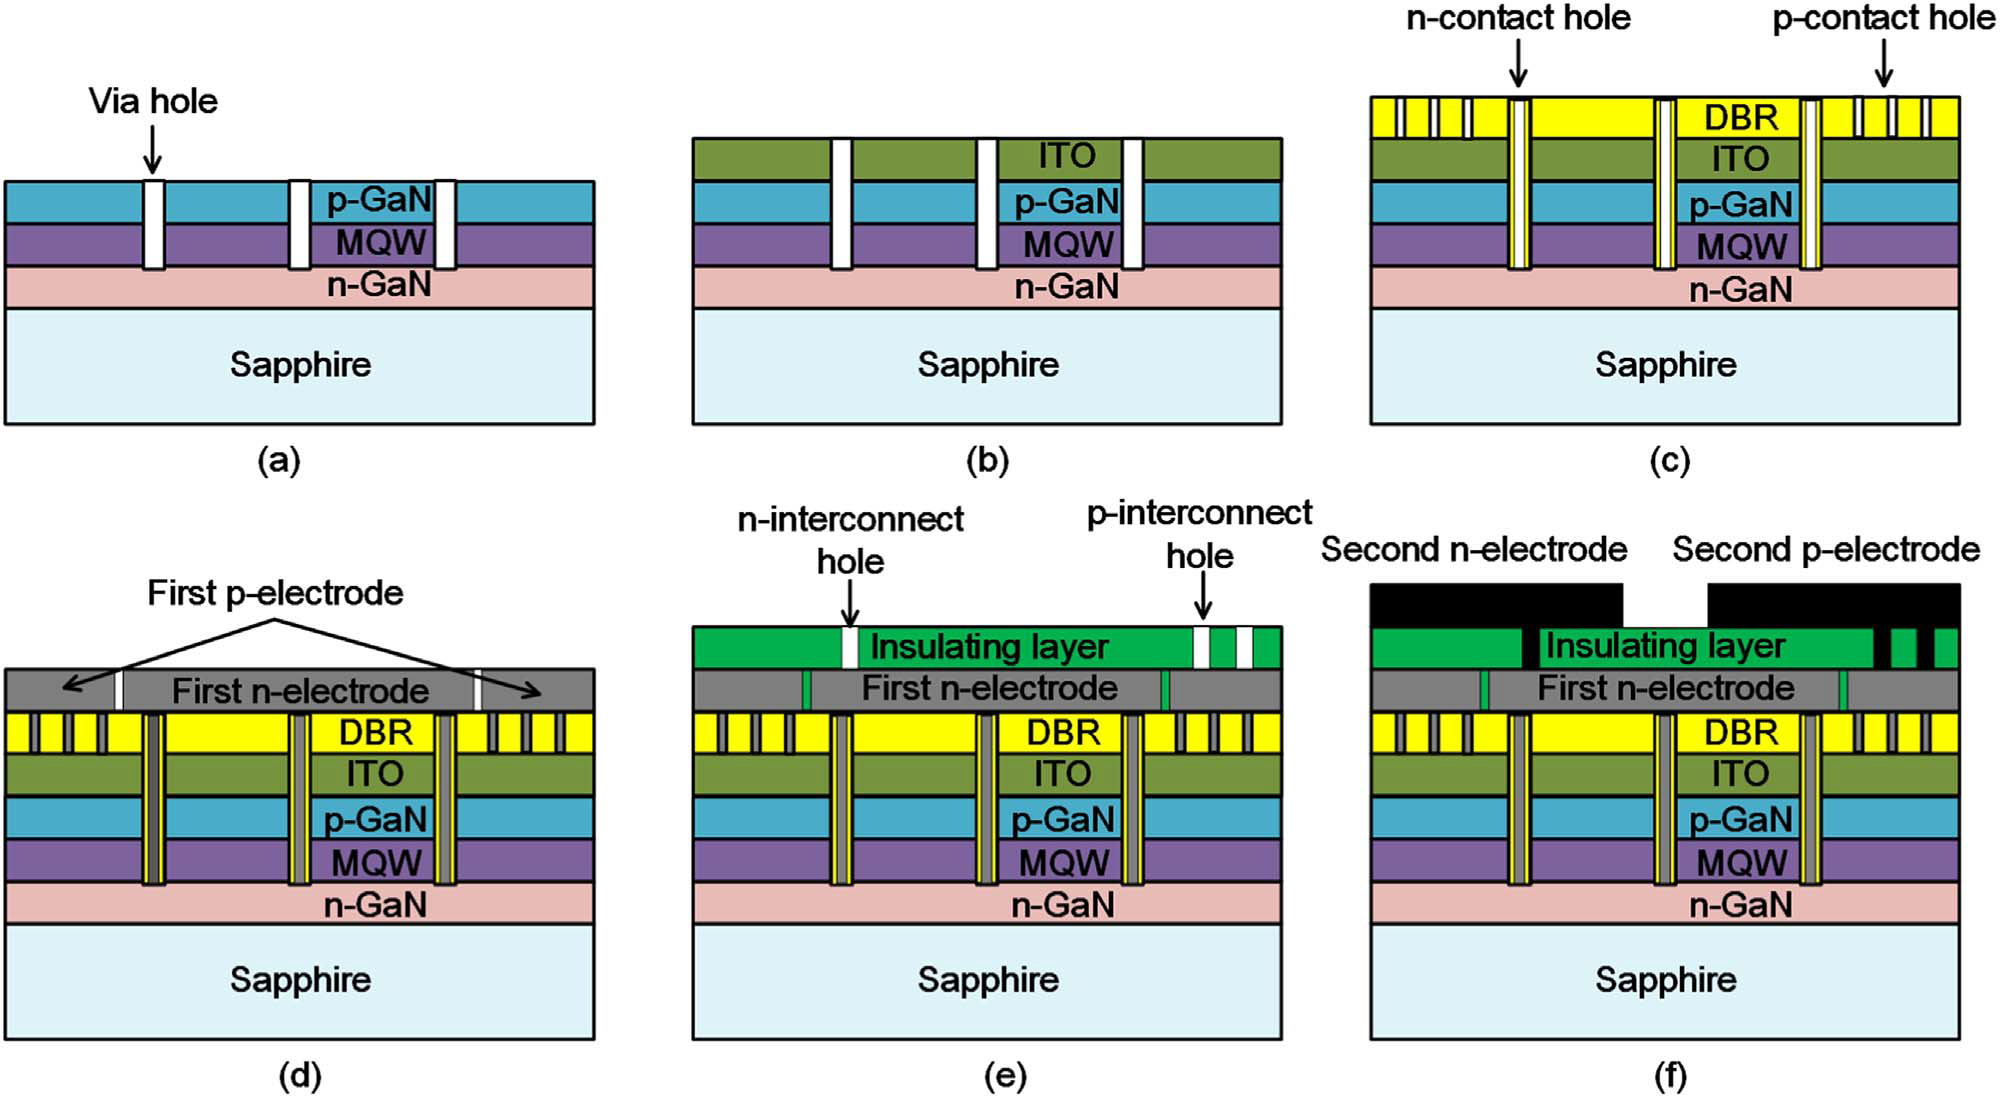 Via hole
p-GaN
MQW
n-GaN
Sapphire
(a)
ITO
p-GaN
MQW
n-GaN
Sapphire
(b)
n-contact hole
p-contact hole
DBR
ITO
p-GaN
MQW
n-GaN
Sapphire
(c)
First p-electrode
First n-electrode
DBR
ITO
p-GaN
MQW
n-GaN
Sapphire
(d)
n-interconnect
hole
p-interconnect
hole
Insulating layer
First n-electrode
DBR
ITO
p-GaN
MQW
n-GaN
Sapphire
(e)
Second n-electrode
Second p-electrode
Insulating layer
First n-electrode
DBR
ITO
p-GaN
MQW
n-GaN
Sapphire
(f)